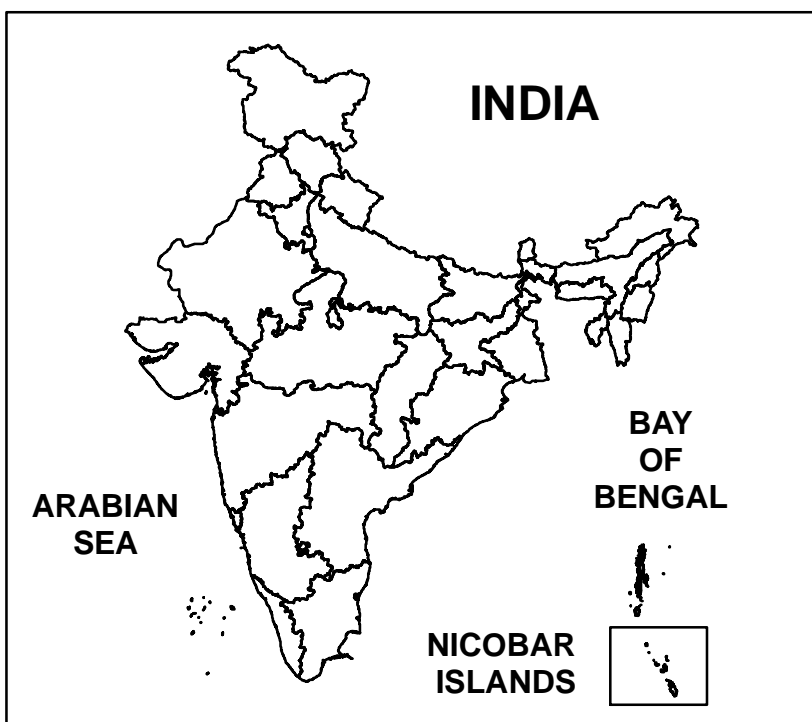 INDIA
BAY
OF
BENGAL
ARABIAN
SEA
NICOBAR
ISLANDS